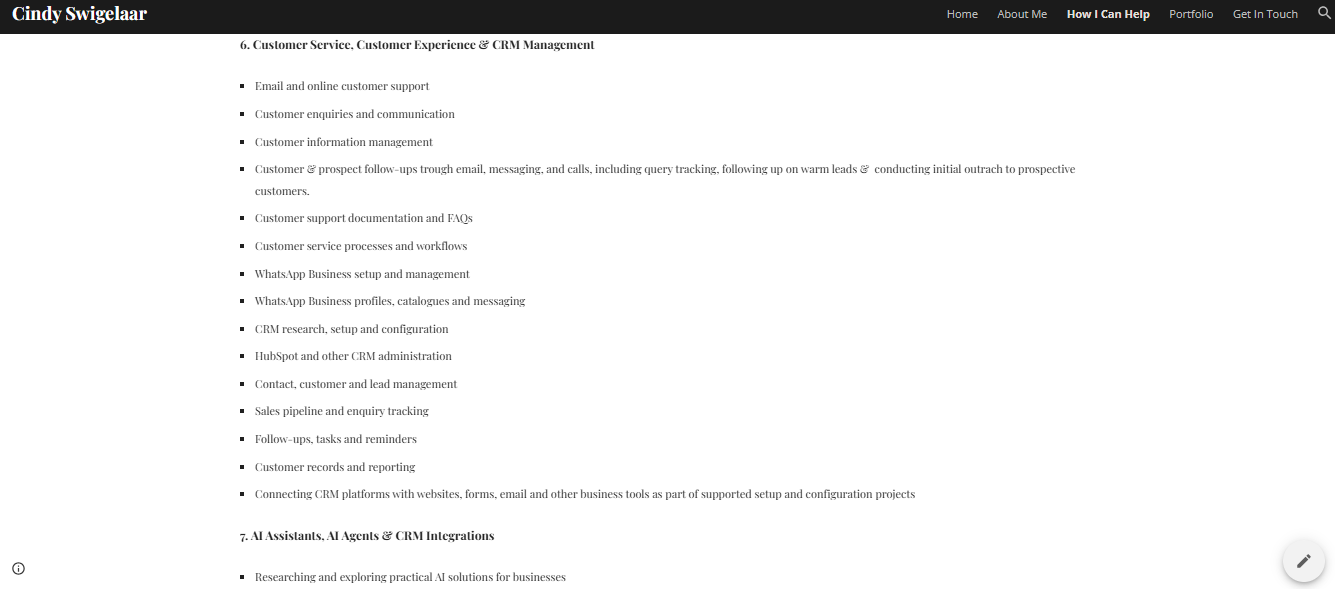 Cindy Swigelaar
Home About Me How I Can Help Portfolio Get In Touch
6. Customer Service, Customer Experience & CRM Management
Email and online customer support
Customer enquiries and communication
Customer information management
Customer & prospect follow-ups trough email, messaging, and calls, including query tracking, following up on warm leads & conducting initial outrach to prospective
customers.
Customer support documentation and FAQs
Customer service processes and workflows
WhatsApp Business setup and management
WhatsApp Business profiles, catalogues and messaging
CRM research, setup and configuration
HubSpot and other CRM administration
Contact, customer and lead management
Sales pipeline and enquiry tracking
Follow-ups, tasks and reminders
Customer records and reporting
Connecting CRM platforms with websites, forms, email and other business tools as part of supported setup and configuration projects
7. AI Assistants, AI Agents & CRM Integrations
Researching and exploring practical AI solutions for businesses